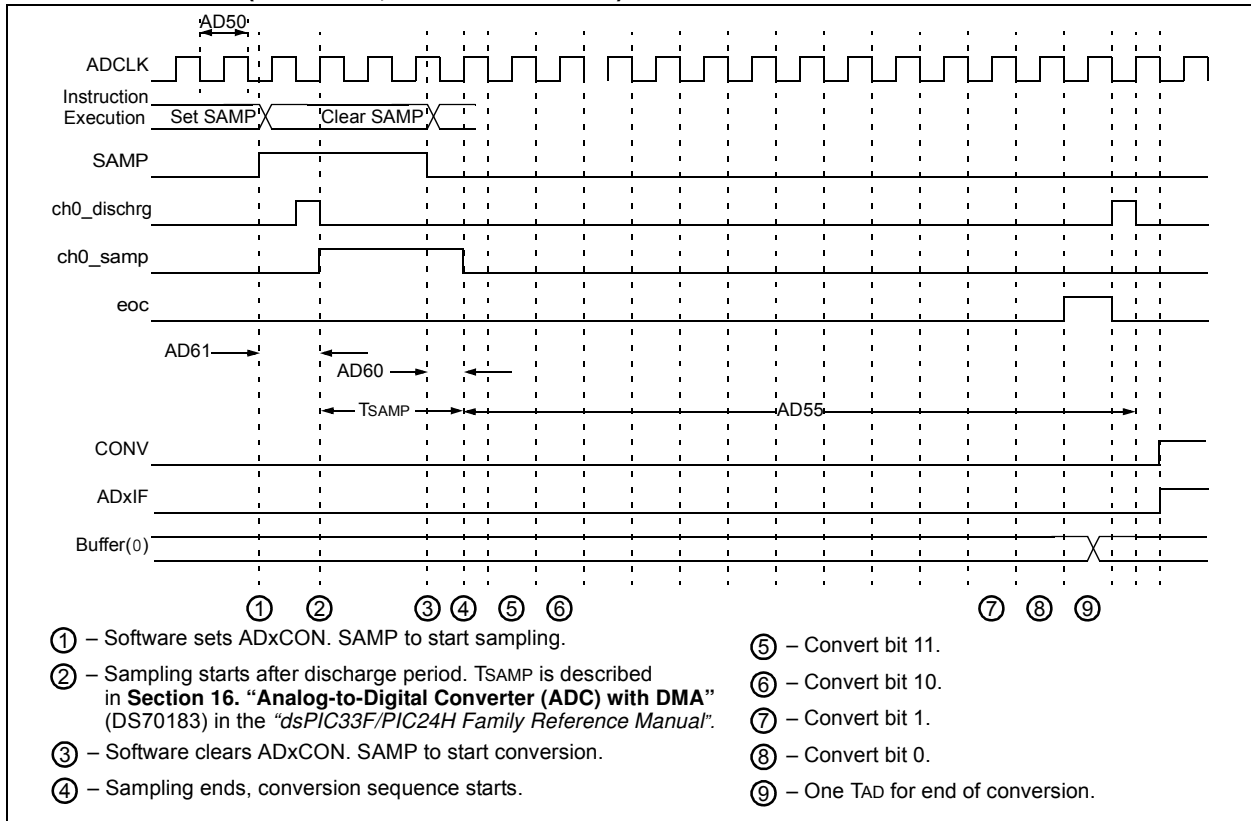 AD50
ADCLK
Instruction
Execution
Set SAMP
Clear SAMP
SAMP
ch0_dischrg
ch0_samp
eoc
AD61
AD60
TSAMP
AD55
CONV
ADxIF
Buffer(0)
1 2 3 4 5 6 7 8 9
1 – Software sets ADxCON. SAMP to start sampling.
2 – Sampling starts after discharge period. TSAMP is described
in Section 16. “Analog-to-Digital Converter (ADC) with DMA”
(DS70183) in the “dsPIC33F/PIC24H Family Reference Manual”.
3 – Software clears ADxCON. SAMP to start conversion.
4 – Sampling ends, conversion sequence starts.
5 – Convert bit 11.
6 – Convert bit 10.
7 – Convert bit 1.
8 – Convert bit 0.
9 – One TAD for end of conversion.